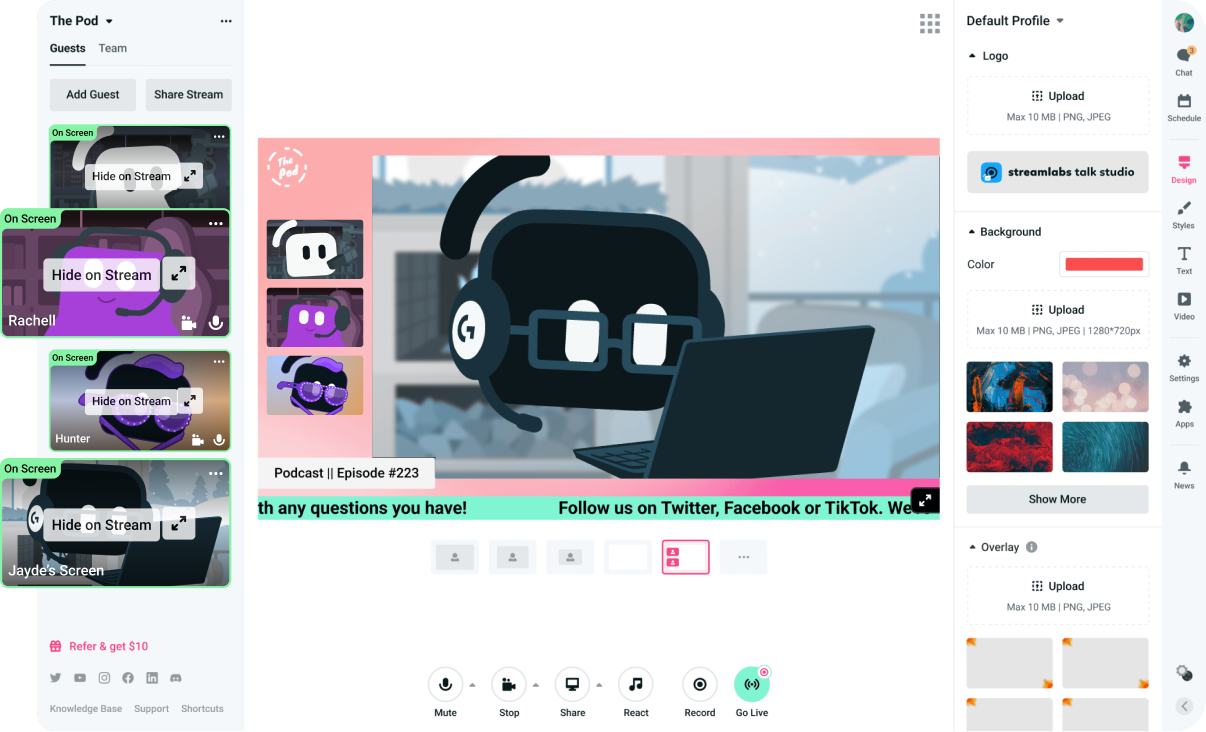 The Pod
Guests Team
Add Guest Share Stream
On Screen
Hide on Stream
On Screen
Hide on Stream
Rachell
On Screen
Hide on Stream
Hunter
On Screen
Hide on Stream
Jayde's Screen
Refer & get $10
Knowledge Base Support Shortcuts
The
Pod
Podcast || Episode #223
th any questions you have! Follow us on Twitter, Facebook or TikTok. We
Mute
Stop
Share
React
Record
Go Live
Default Profile
Logo
Upload
Max 10 MB | PNG, JPEG
streamlabs talk studio
Background
Color
Upload
Max 10 MB | PNG, JPEG | 1280*720px
Show More
Overlay
Upload
Max 10 MB | PNG, JPEG
3
Chat
Schedule
Design
Styles
Text
Video
Settings
Apps
News